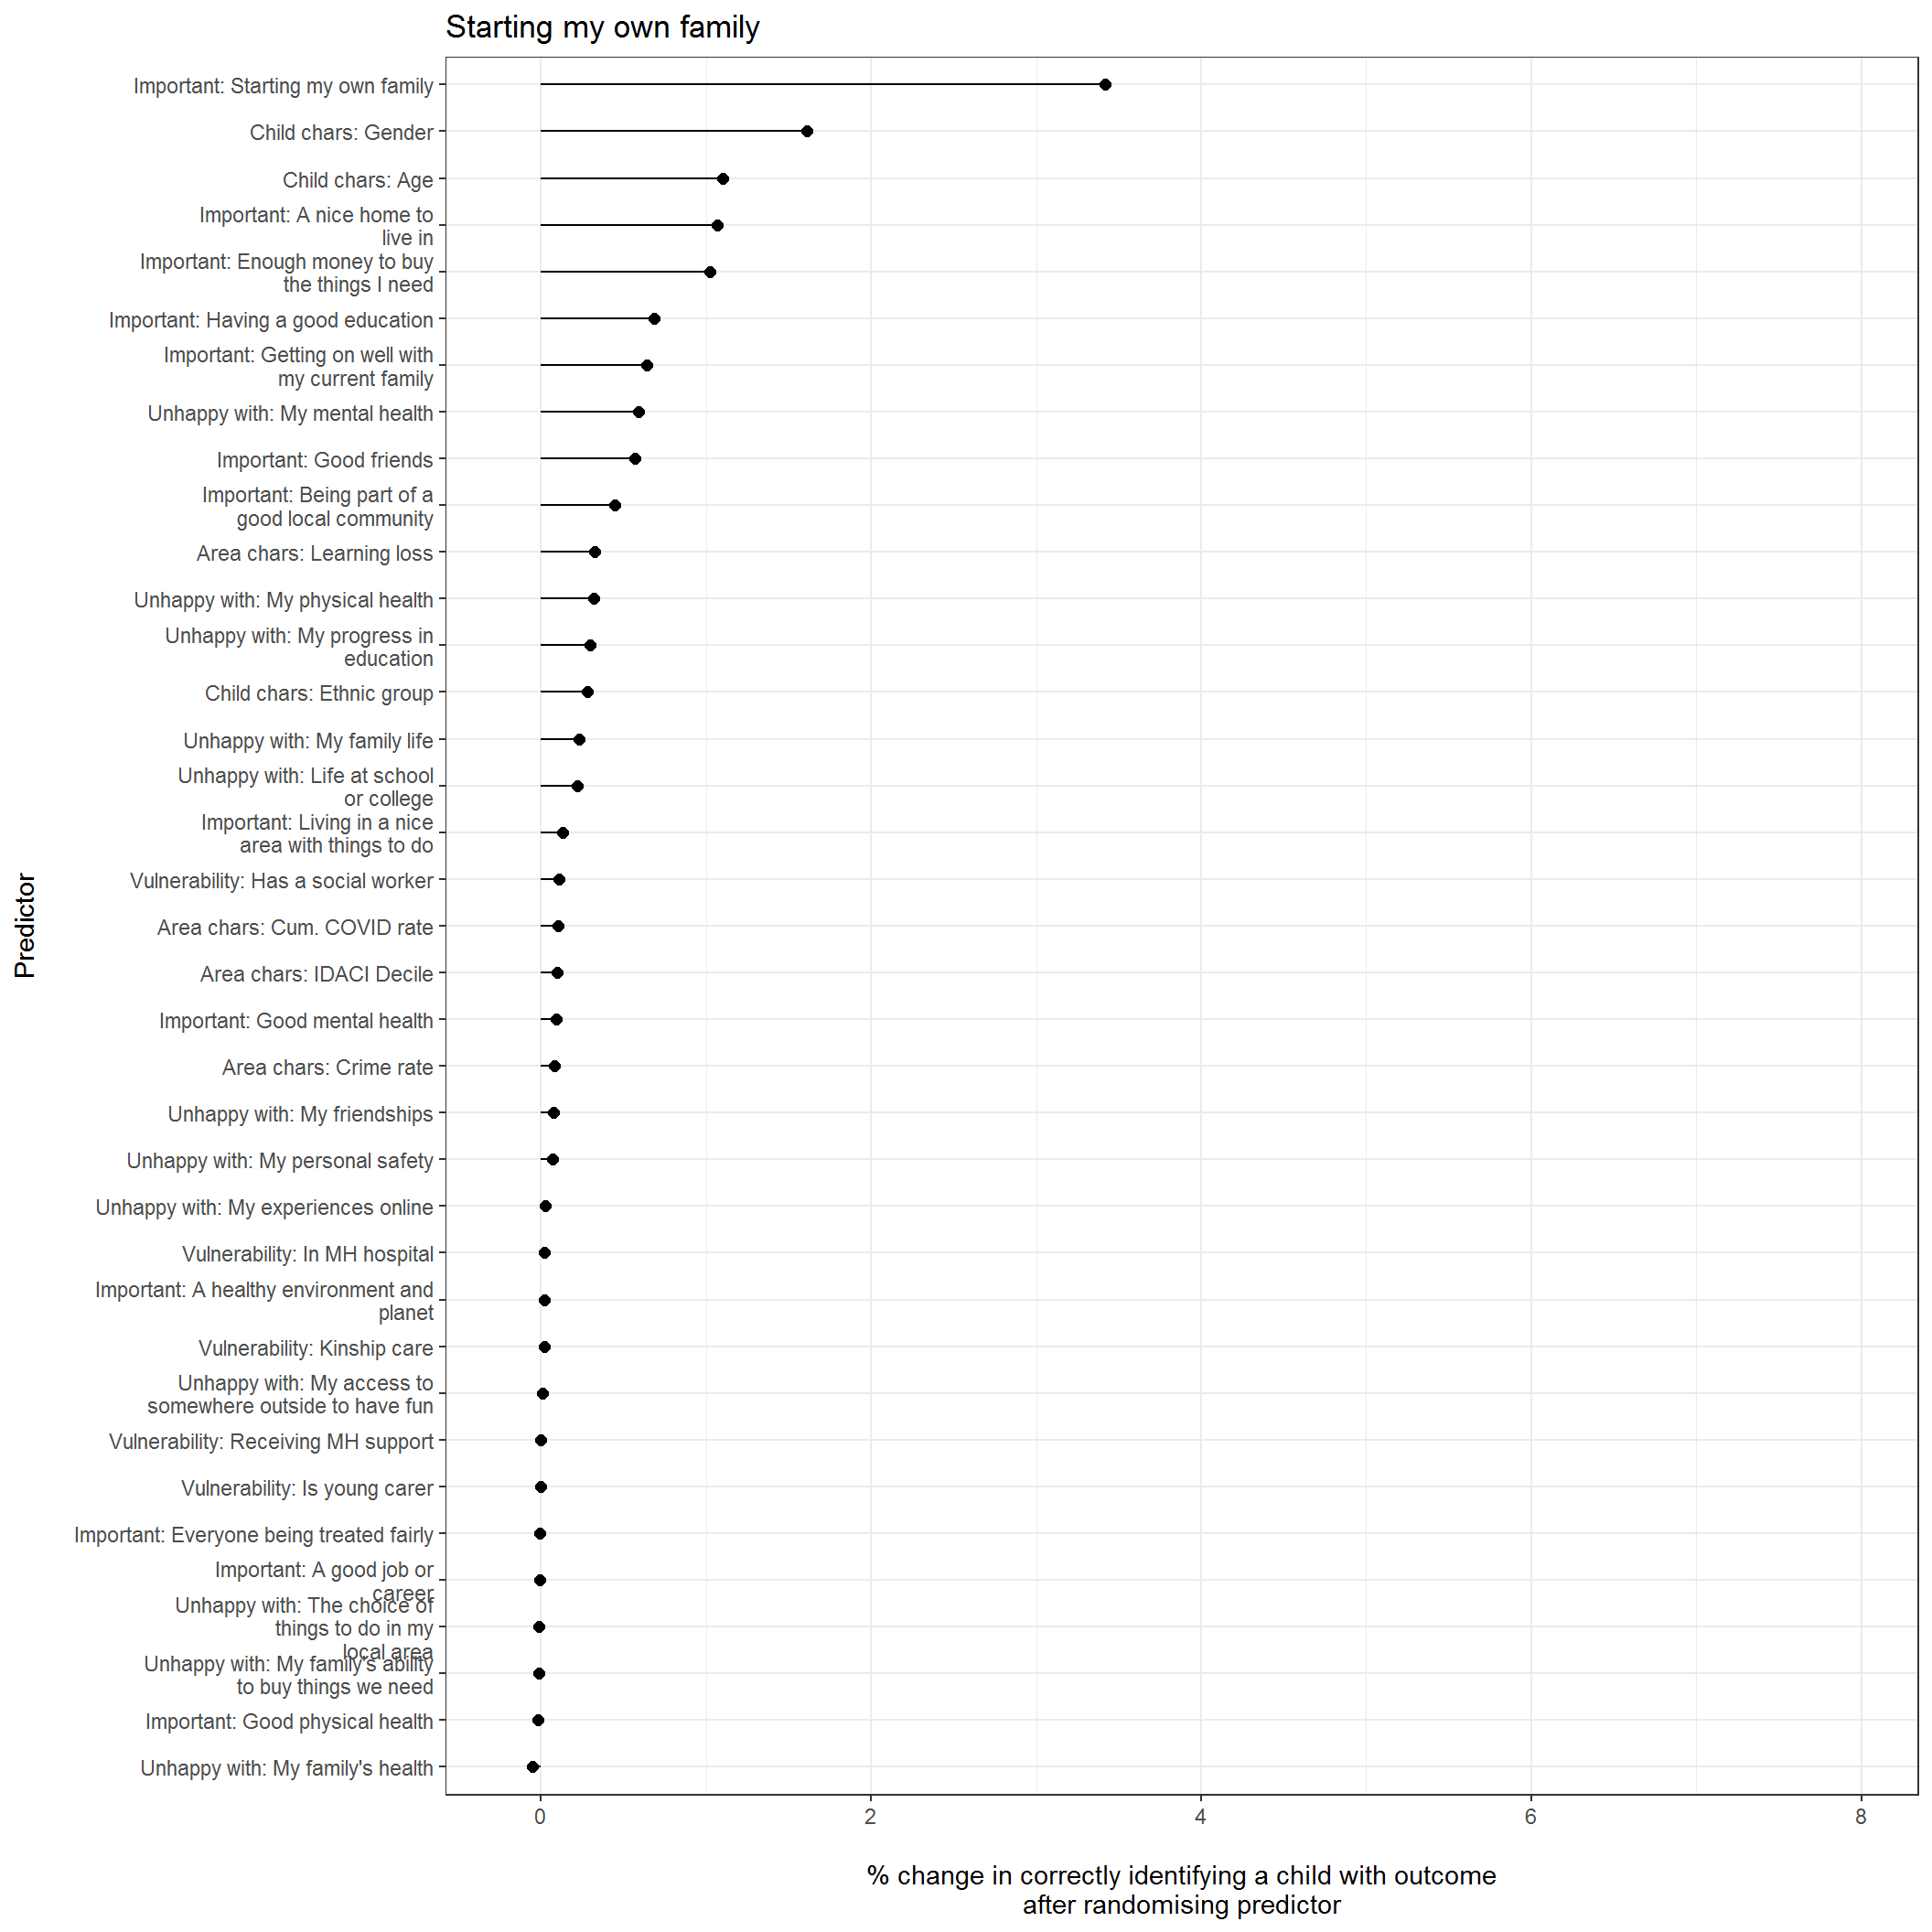 Starting my own family
Important: Starting my own family
Child chars: Gender
Child chars: Age
Important: A nice home to
live in
Important: Enough money to buy
the things I need
Important: Having a good education
Important: Getting on well with
my current family
Unhappy with: My mental health
Important: Good friends
Important: Being part of a
good local community
Area chars: Learning loss
Unhappy with: My physical health
Unhappy with: My progress in
education
Child chars: Ethnic group
Unhappy with: My family life
Unhappy with: Life at school
or college
Important: Living in a nice
area with things to do
Vulnerability: Has a social worker
Area chars: Cum. COVID rate
Area chars: IDACI Decile
Important: Good mental health
Area chars: Crime rate
Unhappy with: My friendships
Unhappy with: My personal safety
Unhappy with: My experiences online
Vulnerability: In MH hospital
Important: A healthy environment and
planet
Vulnerability: Kinship care
Unhappy with: My access to
somewhere outside to have fun
Vulnerability: Receiving MH support
Vulnerability: Is young carer
Important: Everyone being treated fairly
Important: A good job or
career
Unhappy with: The choice of
things to do in my
local area
Unhappy with: My family's ability
to buy things we need
Important: Good physical health
Unhappy with: My family's health
Predictor
0 2 4 6 8
% change in correctly identifying a child with outcome
after randomising predictor